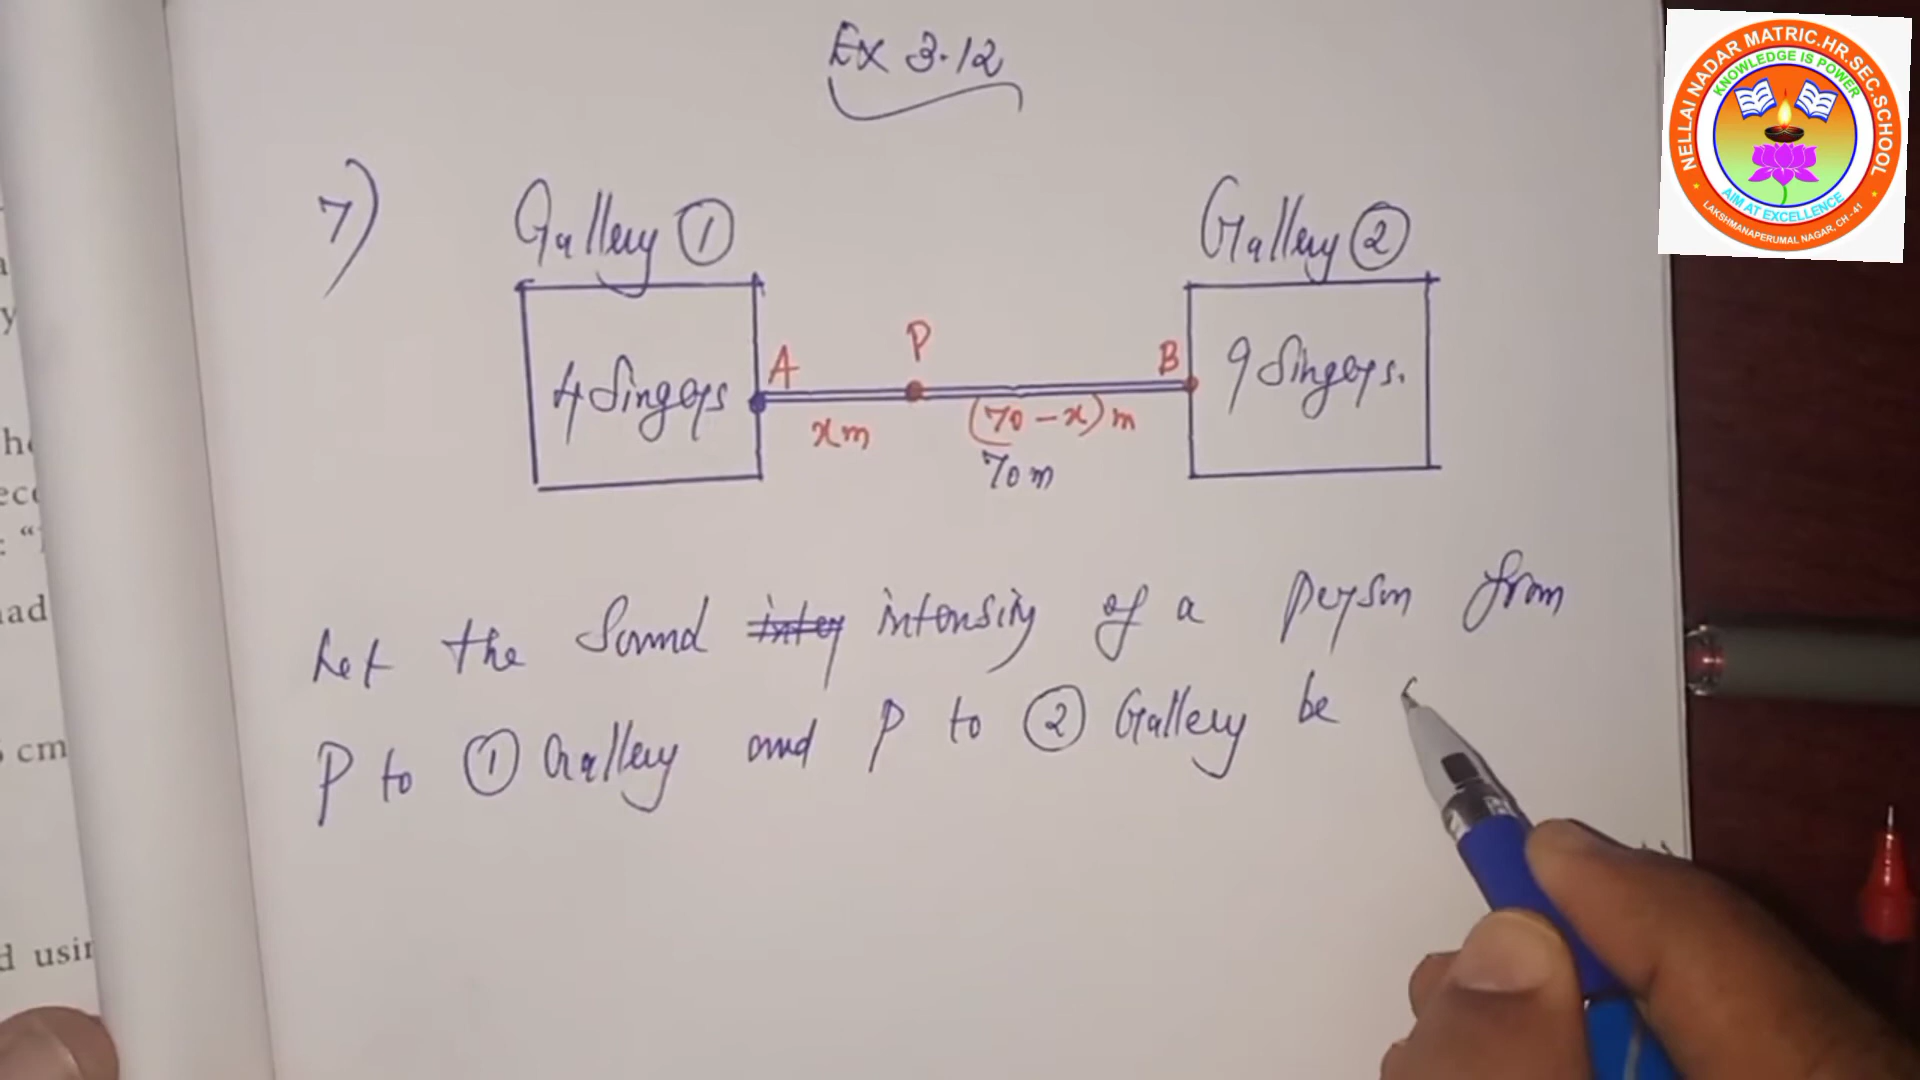 Ex 3.12
7)
Gallery ①
Gallery ②
4 Singers
A
P
B
9 Singers.
x m
(70 - x) m
70 m
Let the Sound intensity of a person from
P to ① Gallery and P to ② Gallery be
NELLAI NADAR MATRIC.HR.SEC.SCHOOL
KNOWLEDGE IS POWER
AIM AT EXCELLENCE
LAKSHMANAPERUMAL NAGAR, CH - 41
cm